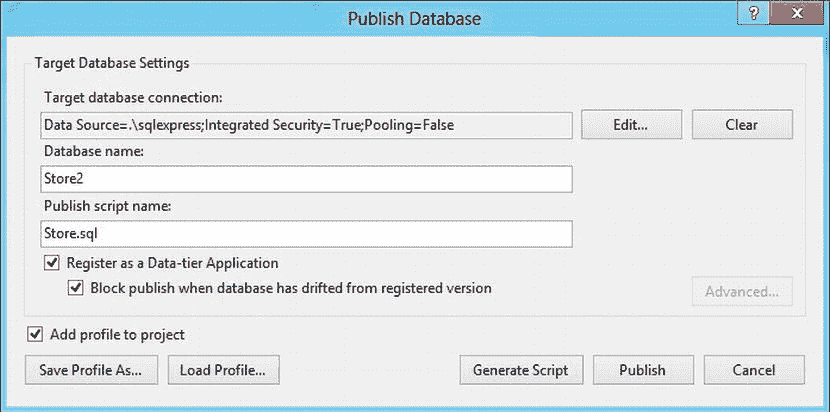 Publish Database
?
x
Target Database Settings
Target database connection:
Data Source=.\sqlexpress;Integrated Security=True;Pooling=False
Edit...
Clear
Database name:
Store2
Publish script name:
Store.sql
Register as a Data-tier Application
Block publish when database has drifted from registered version
Advanced...
Add profile to project
Save Profile As...
Load Profile...
Generate Script
Publish
Cancel